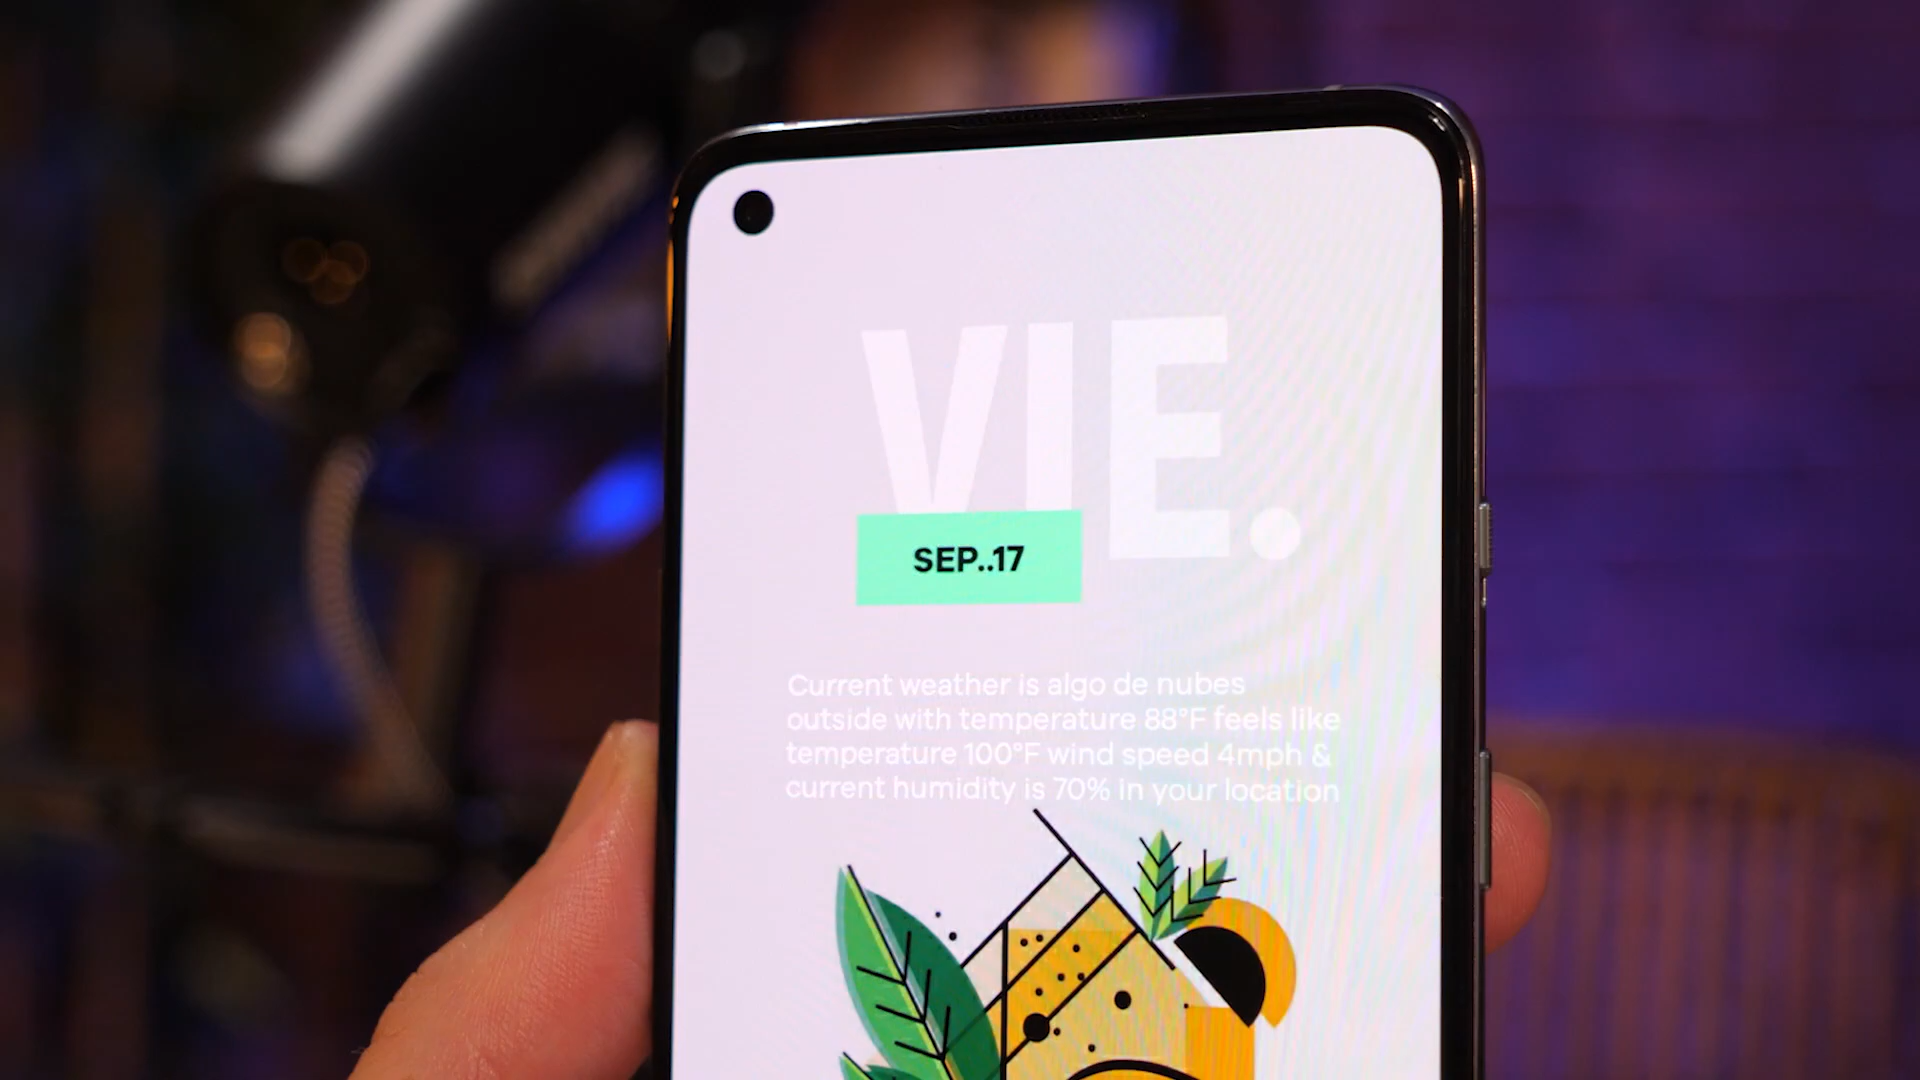 VIE.
SEP..17
Current weather is algo de nubes
outside with temperature 88°F feels like
temperature 100°F wind speed 4mph &
current humidity is 70% in your location